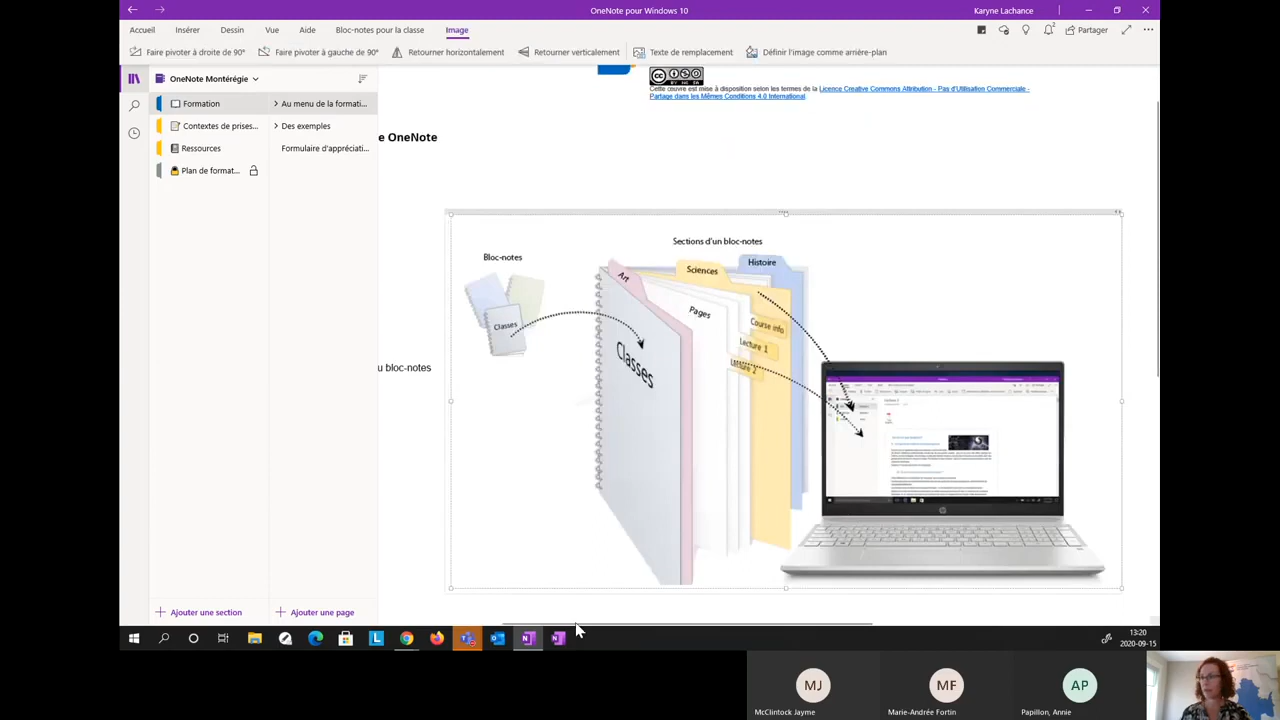 OneNote pour Windows 10
Karyne Lachance
Accueil Insérer Dessin Vue Aide Bloc-notes pour la classe Image
Partager
Faire pivoter à droite de 90° Faire pivoter à gauche de 90° Retourner horizontalement Retourner verticalement Texte de remplacement Définir l'image comme arrière-plan
OneNote Montérégie
Formation
Contextes de prises...
Ressources
Plan de format...
Au menu de la formati...
Des exemples
Formulaire d'appréciati...
Cette œuvre est mise à disposition selon les termes de la Licence Creative Commons Attribution - Pas d'Utilisation Commerciale -
Partage dans les Mêmes Conditions 4.0 International.
e OneNote
Sections d'un bloc-notes
Bloc-notes
Art
Sciences
Histoire
Classes
Pages
Course info
Lecture 1
Lecture 2
Classes
u bloc-notes
Ajouter une section
Ajouter une page
13:20
2020-09-15
MJ
MF
AP
McClintock Jayme
Marie-Andrée Fortin
Papillon, Annie